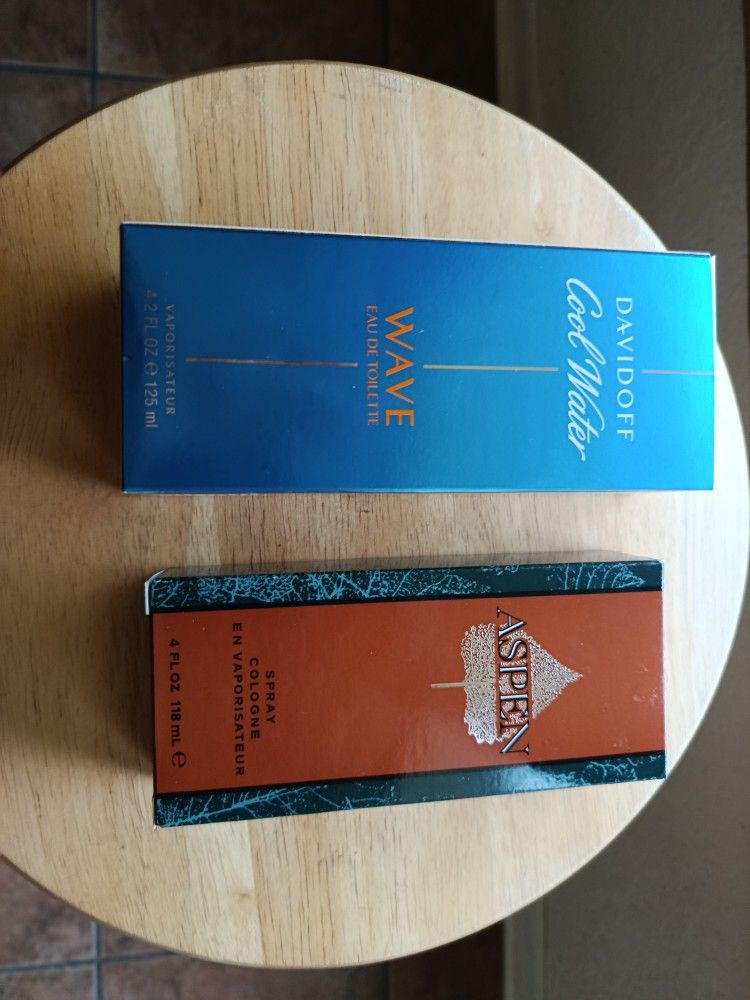 DAVIDOFF
Cool Water
WAVE
EAU DE TOILETTE
VAPORISATEUR
4.2 FL OZ ℮ 125 ml
ASPEN
SPRAY
COLOGNE
EN VAPORISATEUR
4 FL OZ 118 mL ℮